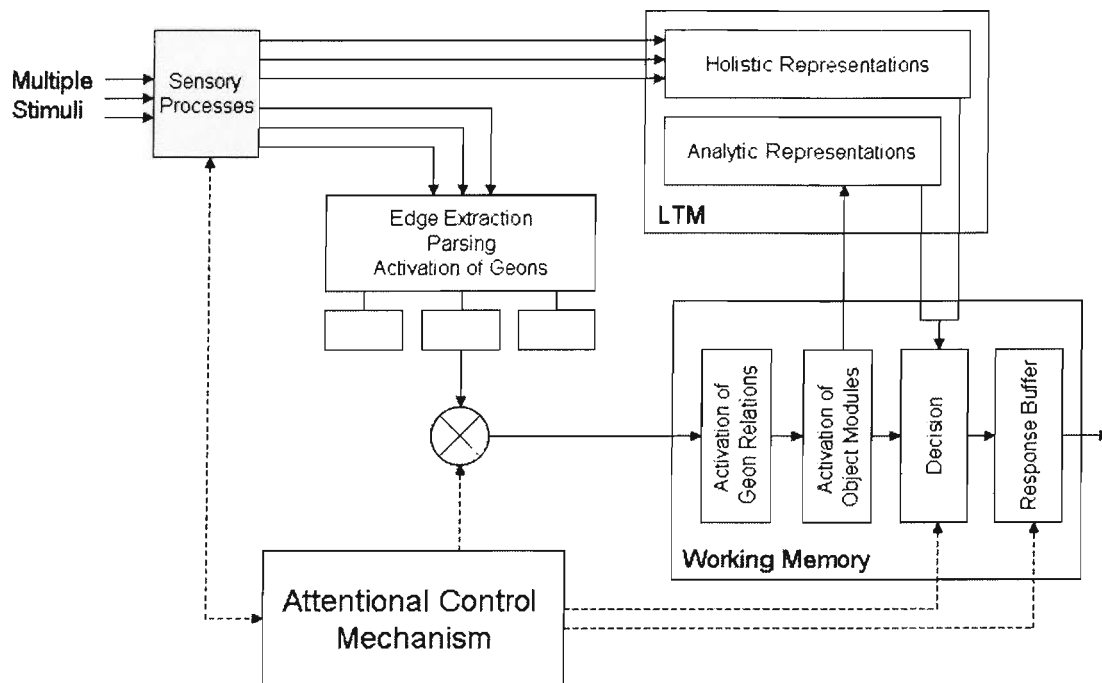 Multiple
Stimuli
Sensory
Processes
Holistic Representations
Analytic Representations
LTM
Edge Extraction
Parsing
Activation of Geons
Activation of
Geon Relations
Activation of
Object Modules
Decision
Response Buffer
Working Memory
Attentional Control
Mechanism